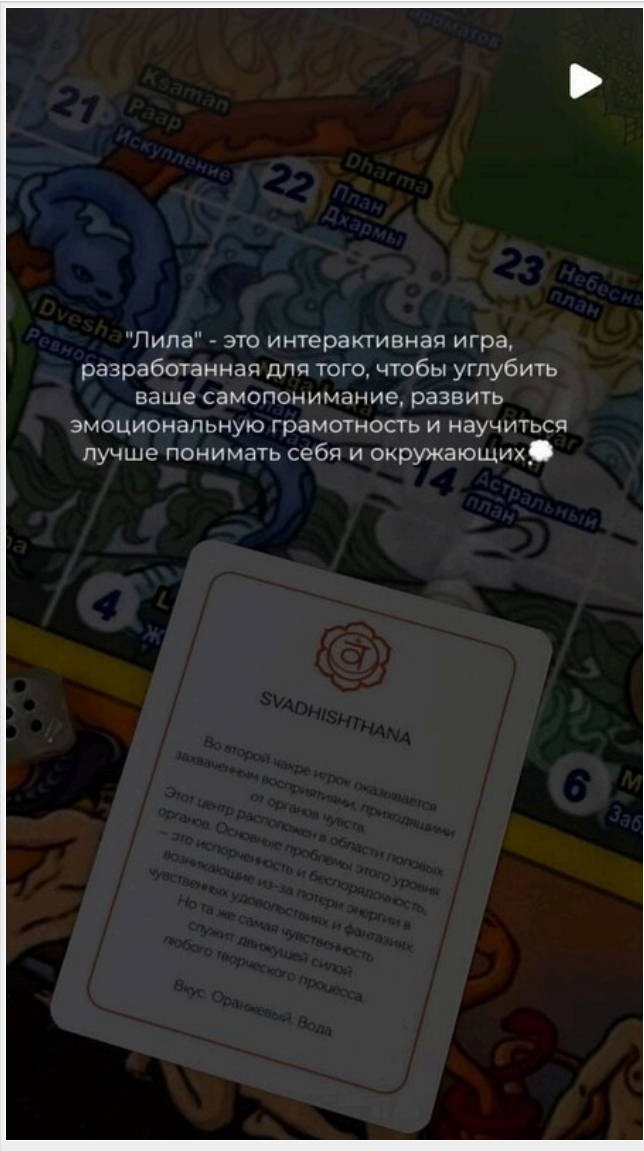 ароматов
21
Ksaman
Paap
Искупление
22
Dharma
План
Дхармы
23
план
Dvesha
"Лила" - это интерактивная игра,
разработанная для того, чтобы углубить
ваше самопонимание, развить
эмоциональную грамотность и научиться
лучше понимать себя и окружающих
14
Астральный
план
4
6
SVADHISHTHANA
Во второй чакре игрок оказывается
захваченным восприятиями, приходящими
от органов чувств.
Этот центр расположен в области половых
органов. Основные проблемы этого уровня
– это испорченность и беспорядочность,
возникающие из-за потери энергии в
чувственных удовольствиях и фантазиях.
Но та же самая чувственность
служит движущей силой
любого творческого процесса.
Вкус, Оранжевый, Вода